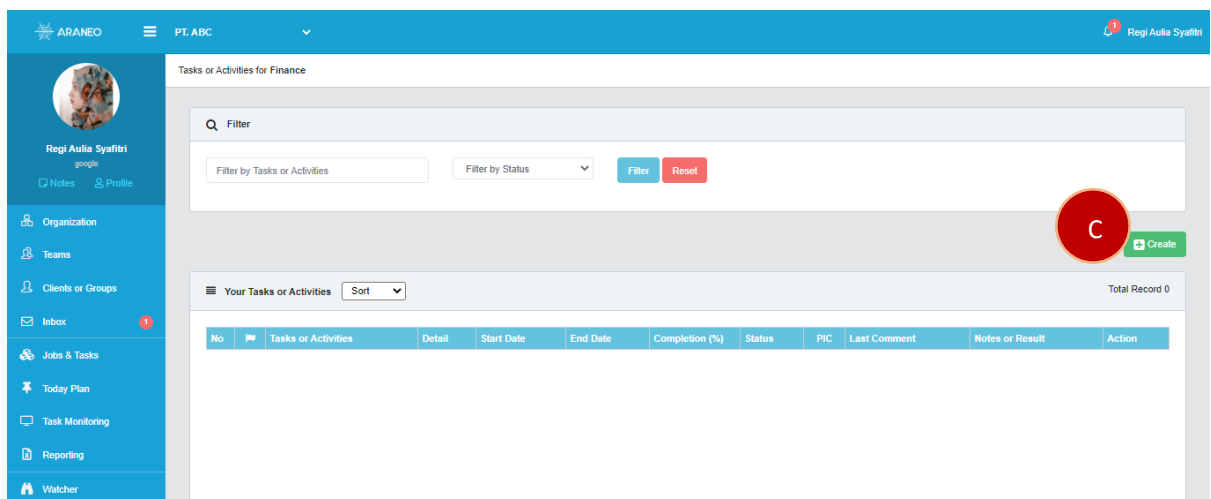 ARANEO
PT. ABC
1
Regi Aulia Syafitri
Tasks or Activities for Finance
Regi Aulia Syafitri
google
Notes Profile
Organization
Teams
Clients or Groups
Inbox 1
Jobs & Tasks
Today Plan
Task Monitoring
Reporting
Watcher
Filter
Filter by Tasks or Activities Filter by Status Filter Reset
C
Create
Your Tasks or Activities Sort Total Record 0
No Tasks or Activities Detail Start Date End Date Completion (%) Status PIC Last Comment Notes or Result Action